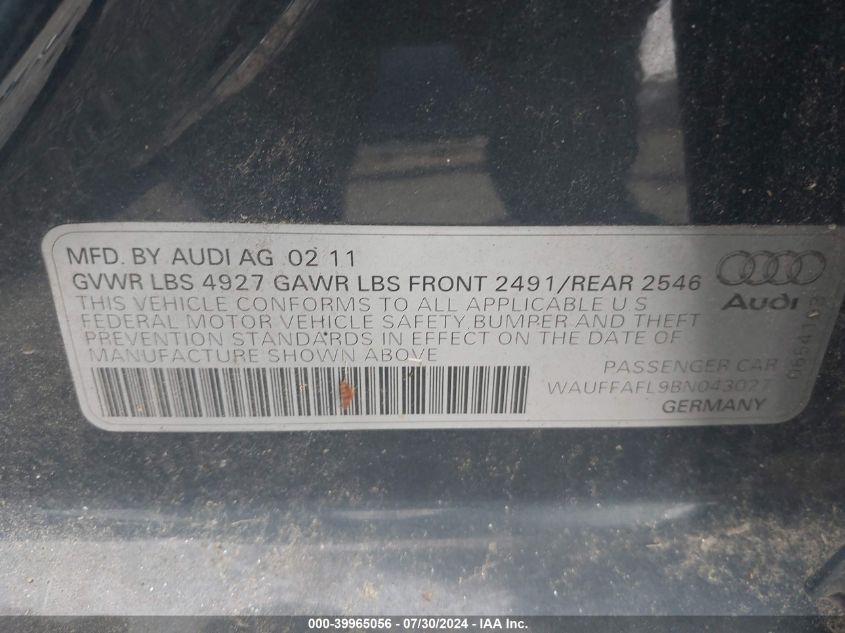 MFD. BY AUDI AG 02 11
GVWR LBS 4927 GAWR LBS FRONT 2491/REAR 2546
THIS VEHICLE CONFORMS TO ALL APPLICABLE U S
FEDERAL MOTOR VEHICLE SAFETY, BUMPER AND THEFT
PREVENTION STANDARDS IN EFFECT ON THE DATE OF
MANUFACTURE SHOWN ABOVE
Audi
PASSENGER CAR
WAUFFAFL9BN043027
GERMANY
000-39965056 - 07/30/2024 - IAA Inc.